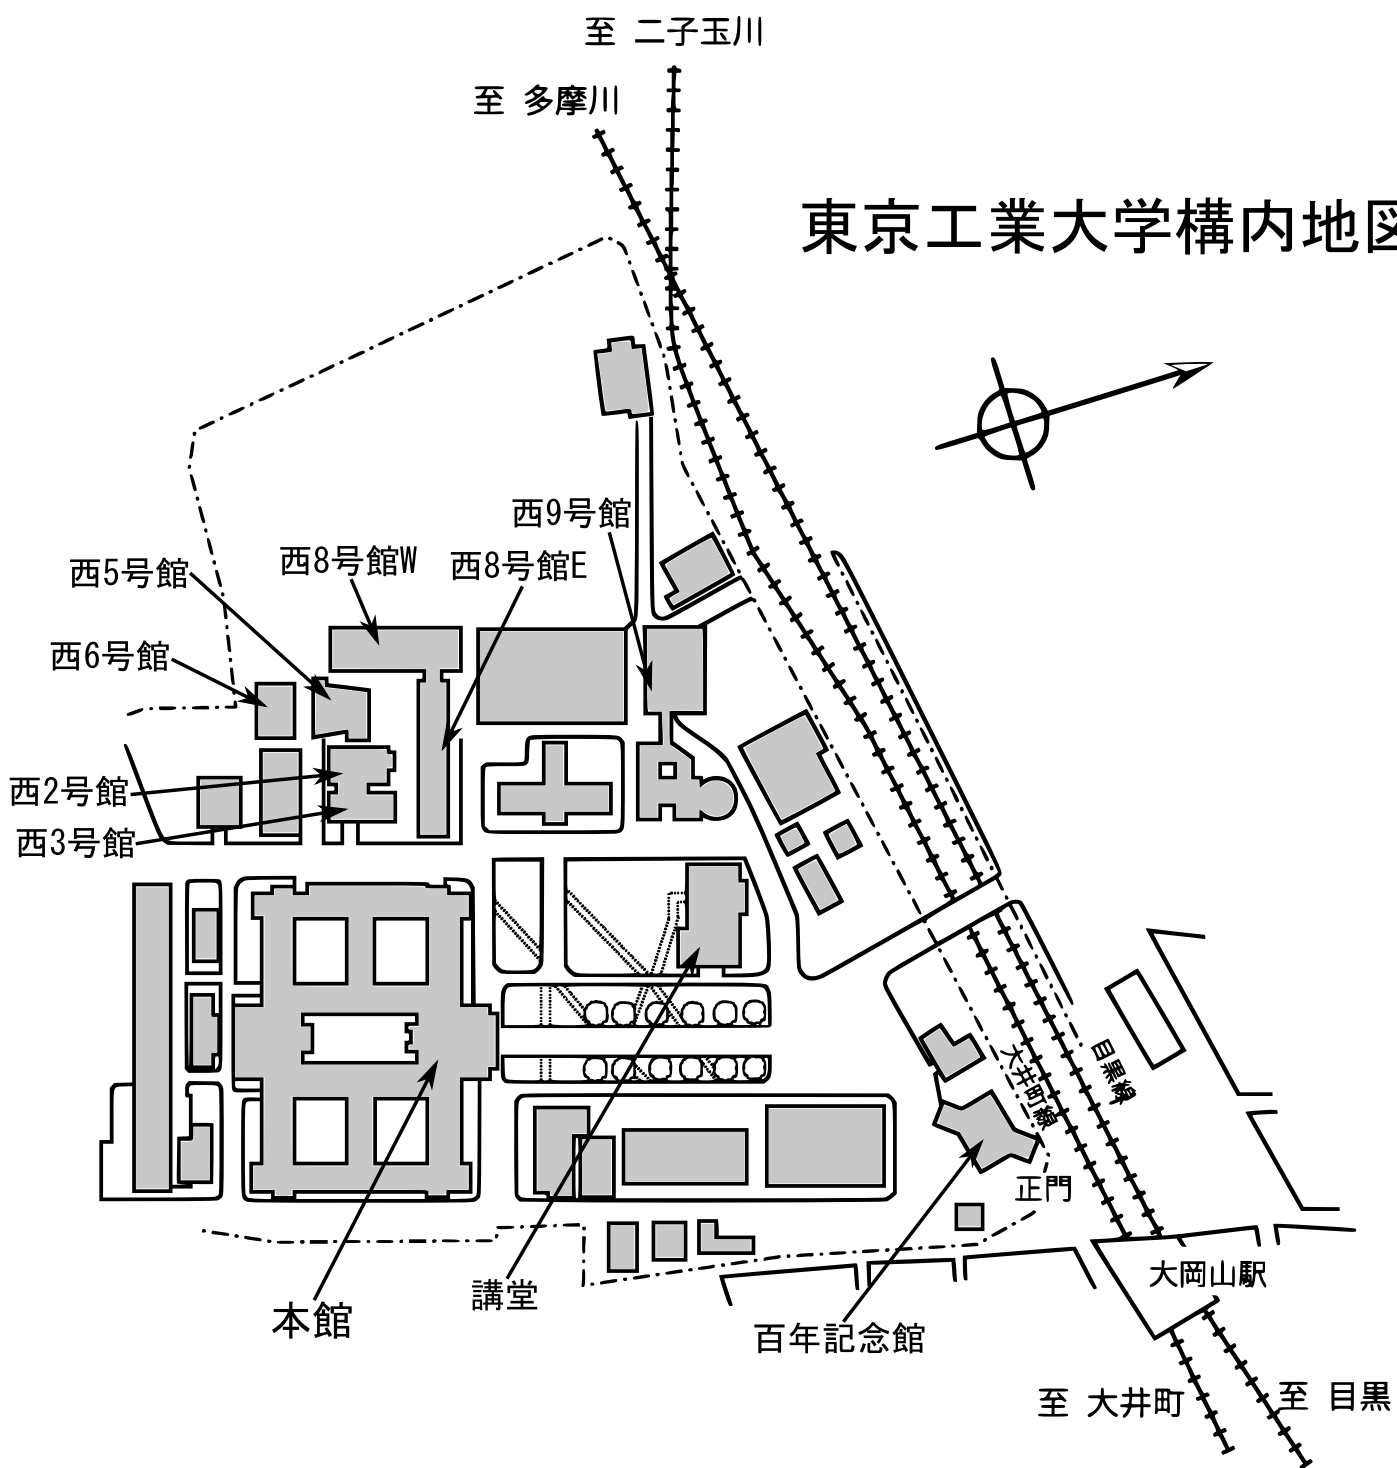 至 二子玉川
至 多摩川
東京工業大学構内地図
西9号館
西5号館
西8号館W
西8号館E
西6号館
西2号館
西3号館
大井町線
目黒線
正門
大岡山駅
講堂
本館
百年記念館
至 大井町
至 目黒